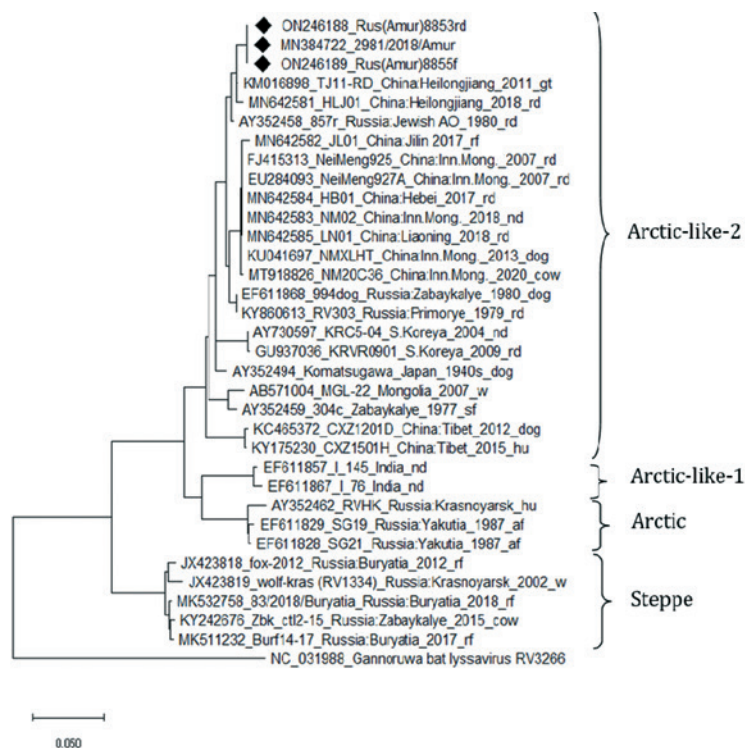 ON246188_Rus(Amur)8853rd
MN384722_2981/2018/Amur
ON246189_Rus(Amur)8855f
KM016898_TJ11-RD_China:Heilongjiang_2011_gt
MN642581_HLJ01_China:Heilongjiang_2018_rd
AY352458_857r_Russia:Jewish AO_1980_rd
MN642582_JL01_China:Jilin 2017_rf
FJ415313_NeiMeng925_China:Inn.Mong._2007_rd
EU284093_NeiMeng927A_China:Inn.Mong._2007_rd
MN642584_HB01_China:Hebei_2017_rd
MN642583_NM02_China:Inn.Mong._2018_nd
MN642585_LN01_China:Liaoning_2018_rd
Arctic-like-2
KU041697_NMXLHT_China:Inn.Mong._2013_dog
MT918826_NM20C36_China:Inn.Mong._2020_cow
EF611868_994dog_Russia:Zabaykalye_1980_dog
KY860613_RV303_Russia:Primorye_1979_rd
AY730597_KRC5-04_S.Koreya_2004_nd
GU937036_KRVR0901_S.Koreya_2009_rd
AY352494_Komatsugawa_Japan_1940s_dog
AB571004_MGL-22_Mongolia_2007_w
AY352459_304c_Zabaykalye_1977_sf
KC465372_CXZ1201D_China:Tibet_2012_dog
KY175230_CXZ1501H_China:Tibet_2015_hu
EF611857_I_145_India_nd
Arctic-like-1
EF611867_I_76_India_nd
AY352462_RVHK_Russia:Krasnoyarsk_hu
Arctic
EF611829_SG19_Russia:Yakutia_1987_af
EF611828_SG21_Russia:Yakutia_1987_af
JX423818_fox-2012_Russia:Buryatia_2012_rf
JX423819_wolf-kras (RV1334)_Russia:Krasnoyarsk_2002_w
MK532758_83/2018/Buryatia_Russia:Buryatia_2018_rf
Steppe
KY242676_Zbk_ctl2-15_Russia:Zabaykalye_2015_cow
MK511232_Burf14-17_Russia:Buryatia_2017_rf
NC_031988_Gannoruwa bat lyssavirus RV3266
0.050